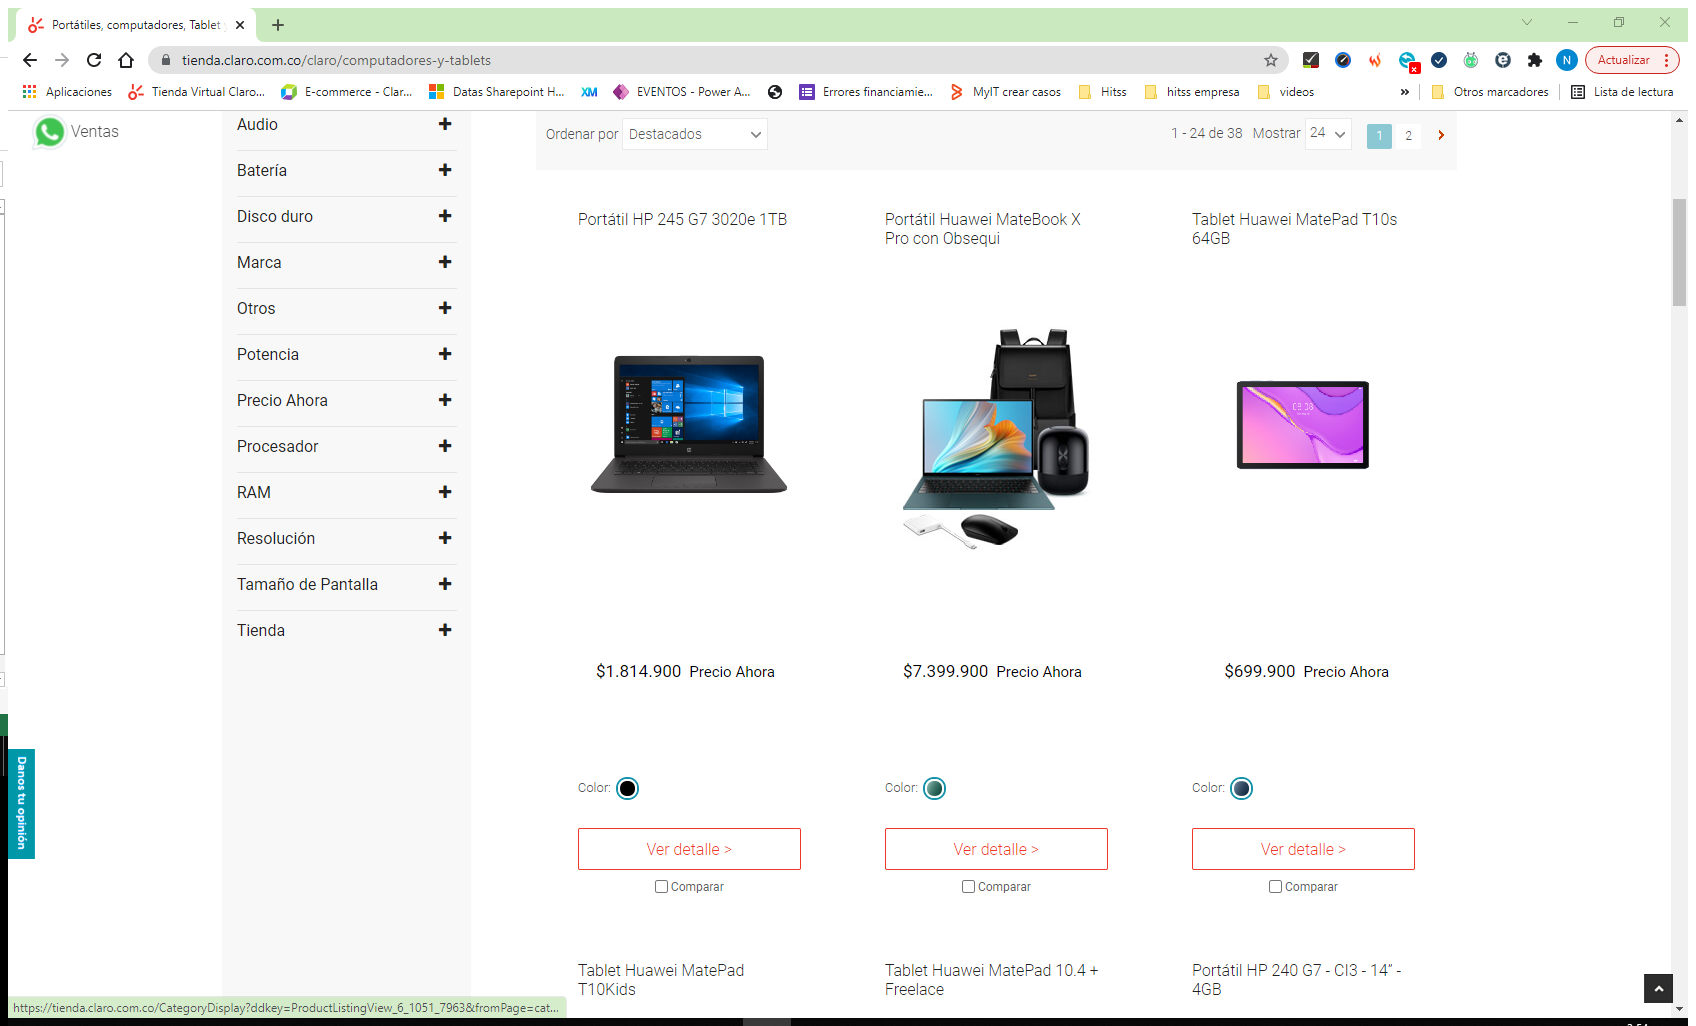 Portátiles, computadores, Tablet y
tienda.claro.com.co/claro/computadores-y-tablets
N
Actualizar
Aplicaciones
Tienda Virtual Claro...
E-commerce - Clar...
Datas Sharepoint H...
XM
EVENTOS - Power A...
Errores financiamie...
MyIT crear casos
Hitss
hitss empresa
videos
»
Otros marcadores
Lista de lectura
Ventas
Audio
Batería
Disco duro
Marca
Otros
Potencia
Precio Ahora
Procesador
RAM
Resolución
Tamaño de Pantalla
Tienda
Ordenar por Destacados
1 - 24 de 38 Mostrar 24 1 2
Portátil HP 245 G7 3020e 1TB
Portátil Huawei MateBook X
Pro con Obsequi
Tablet Huawei MatePad T10s
64GB
$1.814.900 Precio Ahora
$7.399.900 Precio Ahora
$699.900 Precio Ahora
Color:
Color:
Color:
Ver detalle >
Ver detalle >
Ver detalle >
Comparar
Comparar
Comparar
Tablet Huawei MatePad
T10Kids
Tablet Huawei MatePad 10.4 +
Freelace
Portátil HP 240 G7 - CI3 - 14” -
4GB
Danos tu opinión
https://tienda.claro.com.co/CategoryDisplay?ddkey=ProductListingView_6_1051_7963&fromPage=cat...